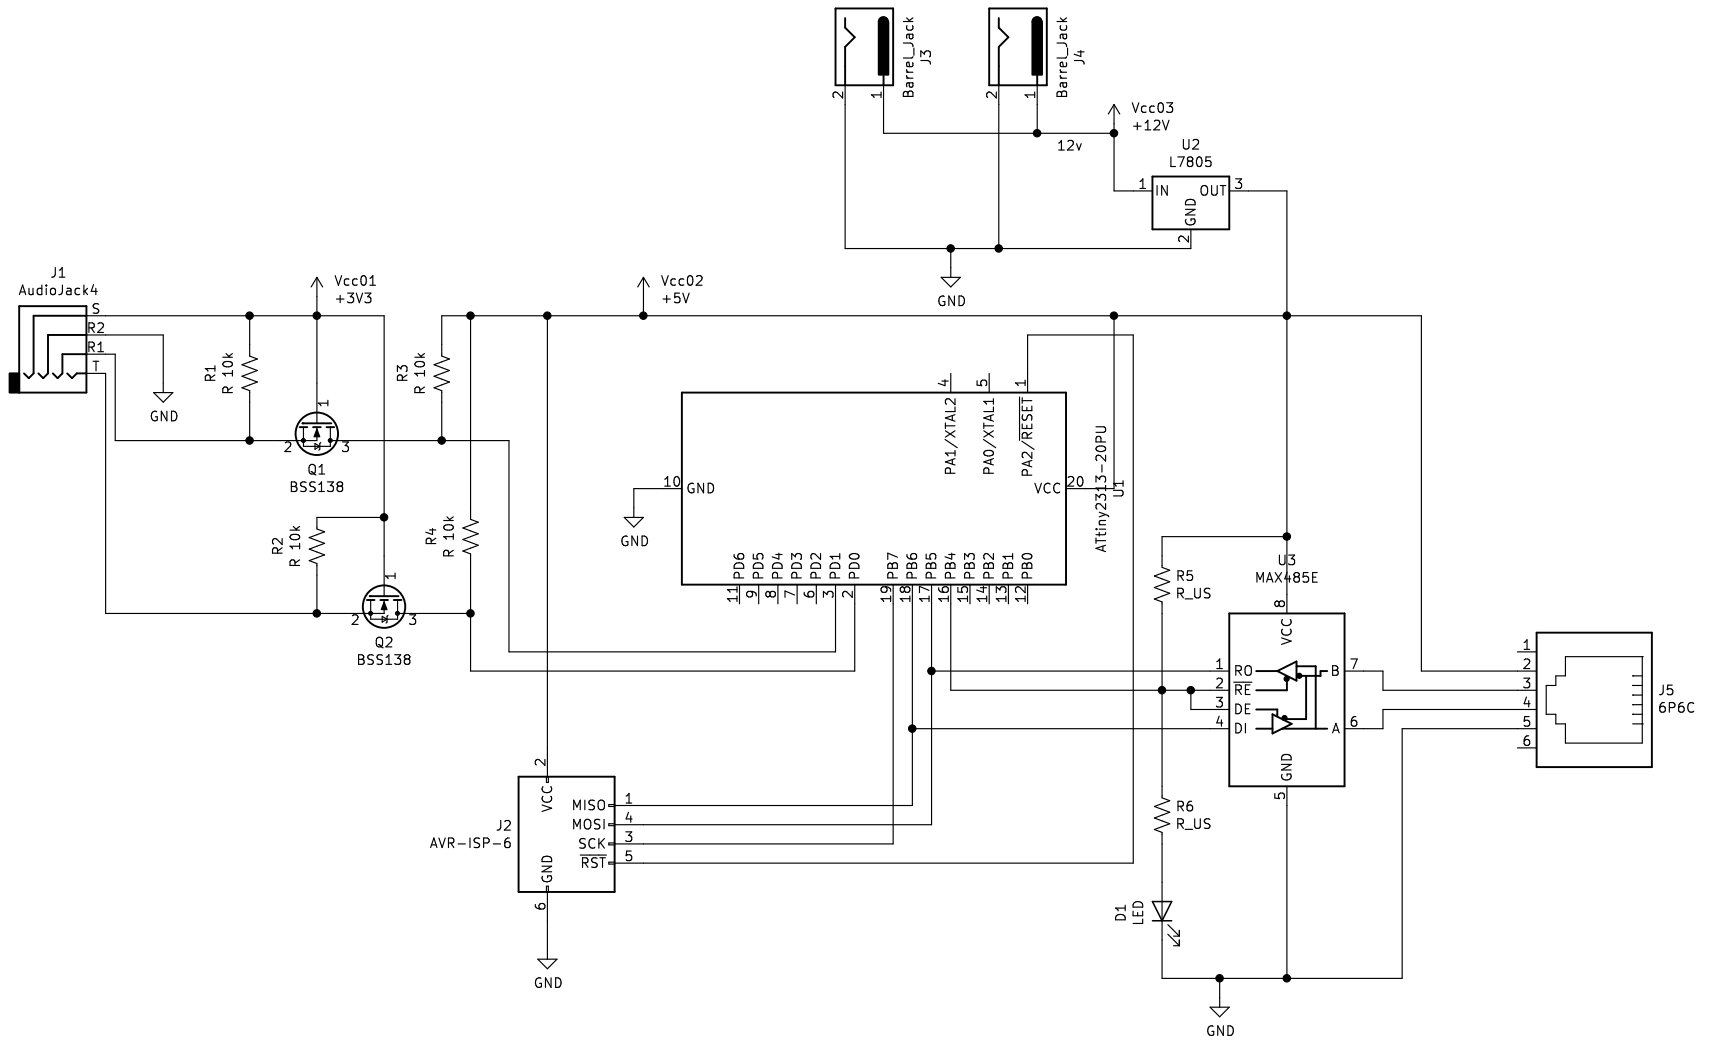 Barrel_Jack
J3
2
1
Barrel_Jack
J4
2
1
Vcc03
+12V
12v
U2
L7805
1
IN
OUT
3
GND
2
GND
J1
AudioJack4
S
R2
R1
T
GND
Vcc01
+3V3
R1
R 10k
R3
R 10k
1
2
3
Q1
BSS138
R2
R 10k
R4
R 10k
1
2
3
Q2
BSS138
Vcc02
+5V
4
PA1/XTAL2
5
PA0/XTAL1
1
PA2/RESET
10
GND
GND
VCC
20
ATtiny2313-20PU
U1
PD6
PD5
PD4
PD3
PD2
PD1
PD0
PB7
PB6
PB5
PB4
PB3
PB2
PB1
PB0
11
9
8
7
6
3
2
19
18
17
16
15
14
13
12
R5
R_US
U3
MAX485E
8
VCC
1
RO
2
RE
3
DE
4
DI
B
7
A
6
GND
5
1
2
3
4
5
6
J5
6P6C
2
VCC
J2
AVR-ISP-6
MISO
1
MOSI
4
SCK
3
RST
5
GND
6
GND
R6
R_US
D1
LED
GND